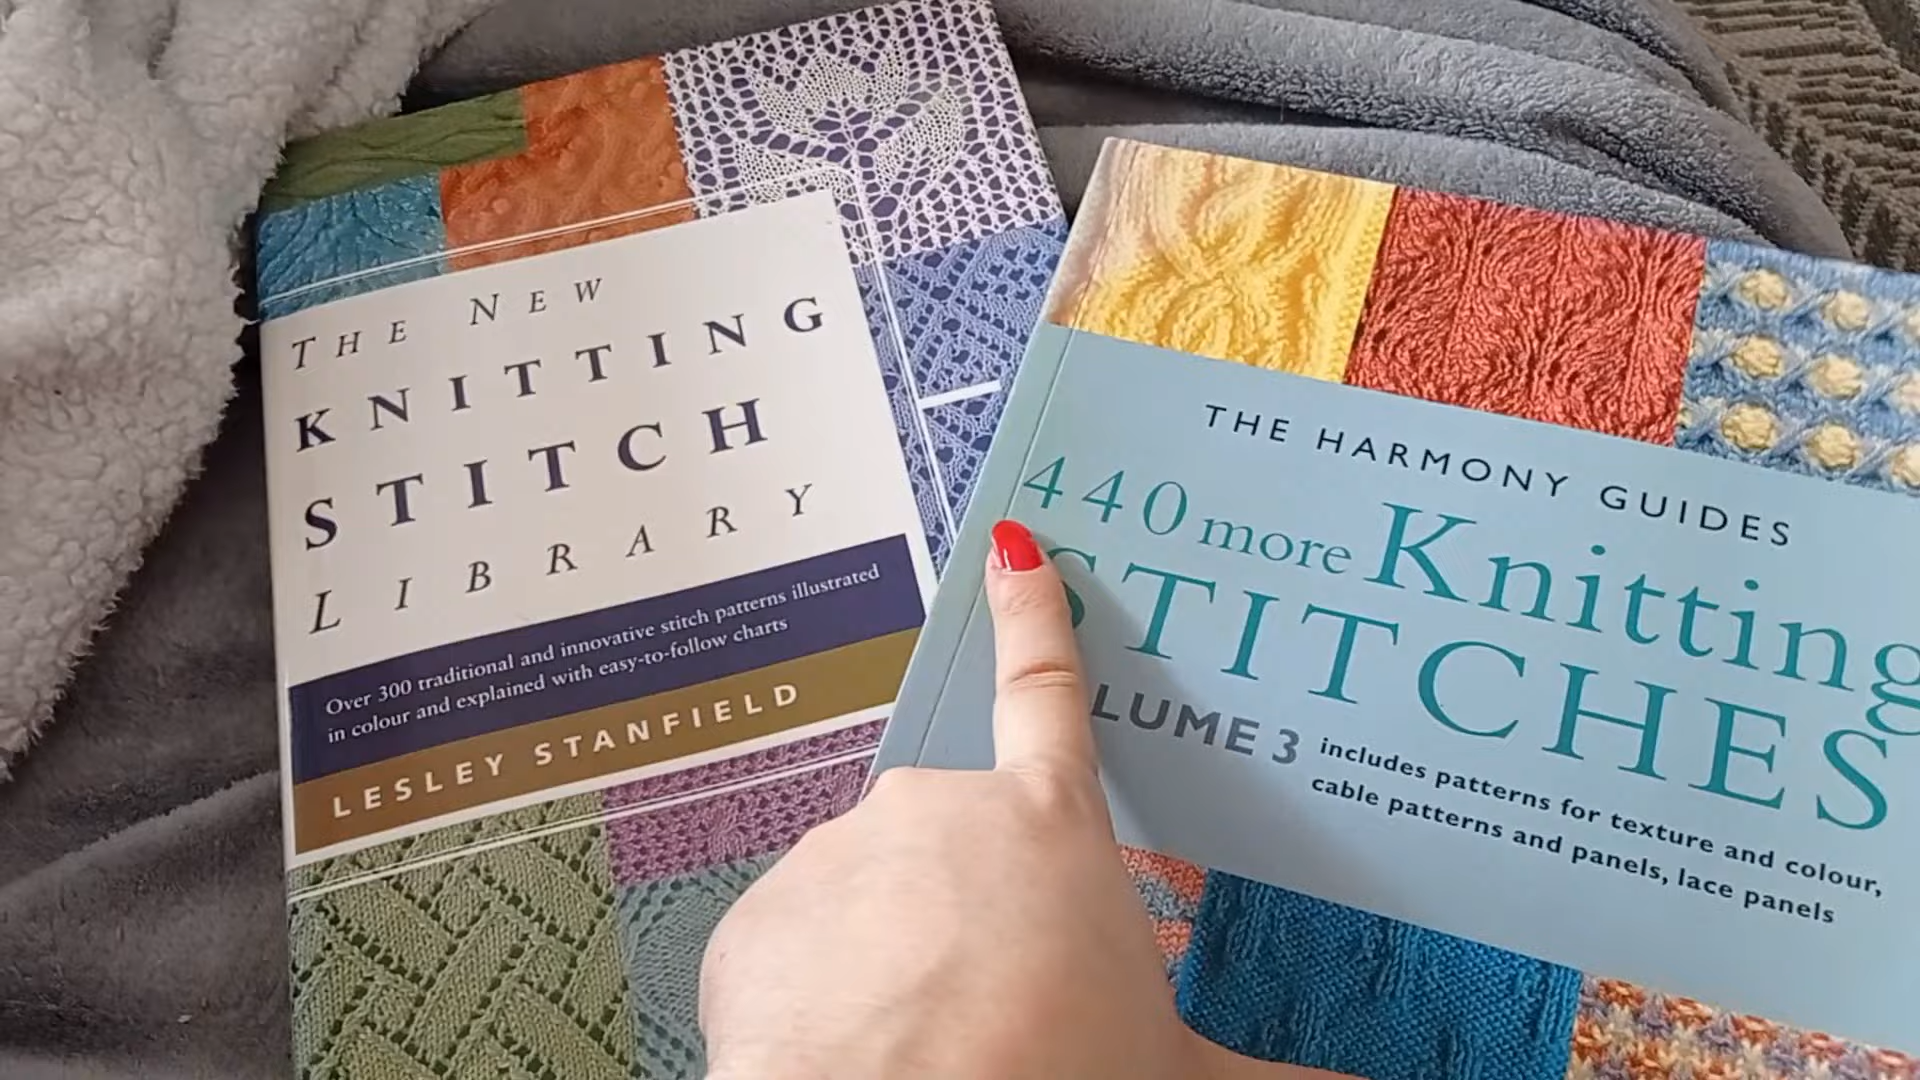 THE NEW
KNITTING
STITCH
LIBRARY
Over 300 traditional and innovative stitch patterns illustrated
in colour and explained with easy-to-follow charts
LESLEY STANFIELD
THE HARMONY GUIDES
440 more Knitting
STITCHES
LUME 3
includes patterns for texture and colour,
cable patterns and panels, lace panels